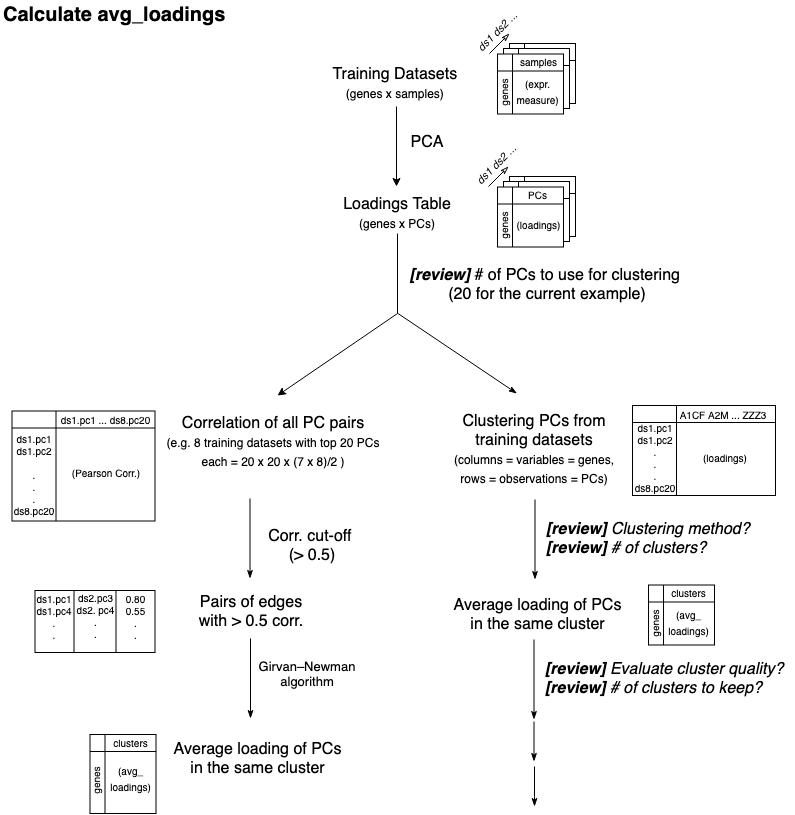 Calculate avg_loadings
ds1 ds2 ...
samples
genes
(expr.
measure)
Training Datasets
(genes x samples)
PCA
ds1 ds2 ...
PCs
genes
(loadings)
Loadings Table
(genes x PCs)
[review] # of PCs to use for clustering
(20 for the current example)
ds1.pc1 ... ds8.pc20
ds1.pc1
ds1.pc2
.
.
.
ds8.pc20
(Pearson Corr.)
Correlation of all PC pairs
(e.g. 8 training datasets with top 20 PCs
each = 20 x 20 x (7 x 8)/2 )
Corr. cut-off
(> 0.5)
ds1.pc1 ds2.pc3 0.80
ds1.pc4 ds2. pc4 0.55
. . .
. . .
Pairs of edges
with > 0.5 corr.
Girvan–Newman
algorithm
clusters
genes
(avg_
loadings)
Average loading of PCs
in the same cluster
Clustering PCs from
training datasets
(columns = variables = genes,
rows = observations = PCs)
A1CF A2M ... ZZZ3
ds1.pc1
ds1.pc2
.
.
.
ds8.pc20
(loadings)
[review] Clustering method?
[review] # of clusters?
Average loading of PCs
in the same cluster
clusters
genes
(avg_
loadings)
[review] Evaluate cluster quality?
[review] # of clusters to keep?